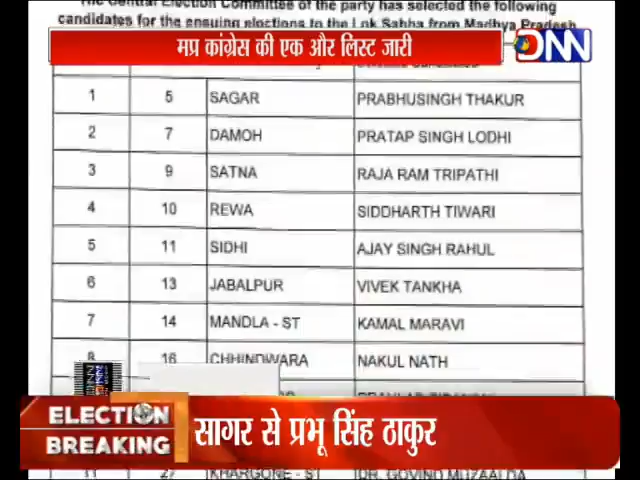 The Central Election Committee of the party has selected the following
candidates for the ensuing elections to the Lok Sabha from Madhya Pradesh
मप्र कांग्रेस की एक और लिस्ट जारी
DNN
1 5 SAGAR PRABHUSINGH THAKUR
2 7 DAMOH PRATAP SINGH LODHI
3 9 SATNA RAJA RAM TRIPATHI
4 10 REWA SIDDHARTH TIWARI
5 11 SIDHI AJAY SINGH RAHUL
6 13 JABALPUR VIVEK TANKHA
7 14 MANDLA - ST KAMAL MARAVI
8 16 CHHINDWARA NAKUL NATH
ELECTION
BREAKING
सागर से प्रभू सिंह ठाकुर
11 27 KHARGONE - S DR. GOVIND MUZAALDA